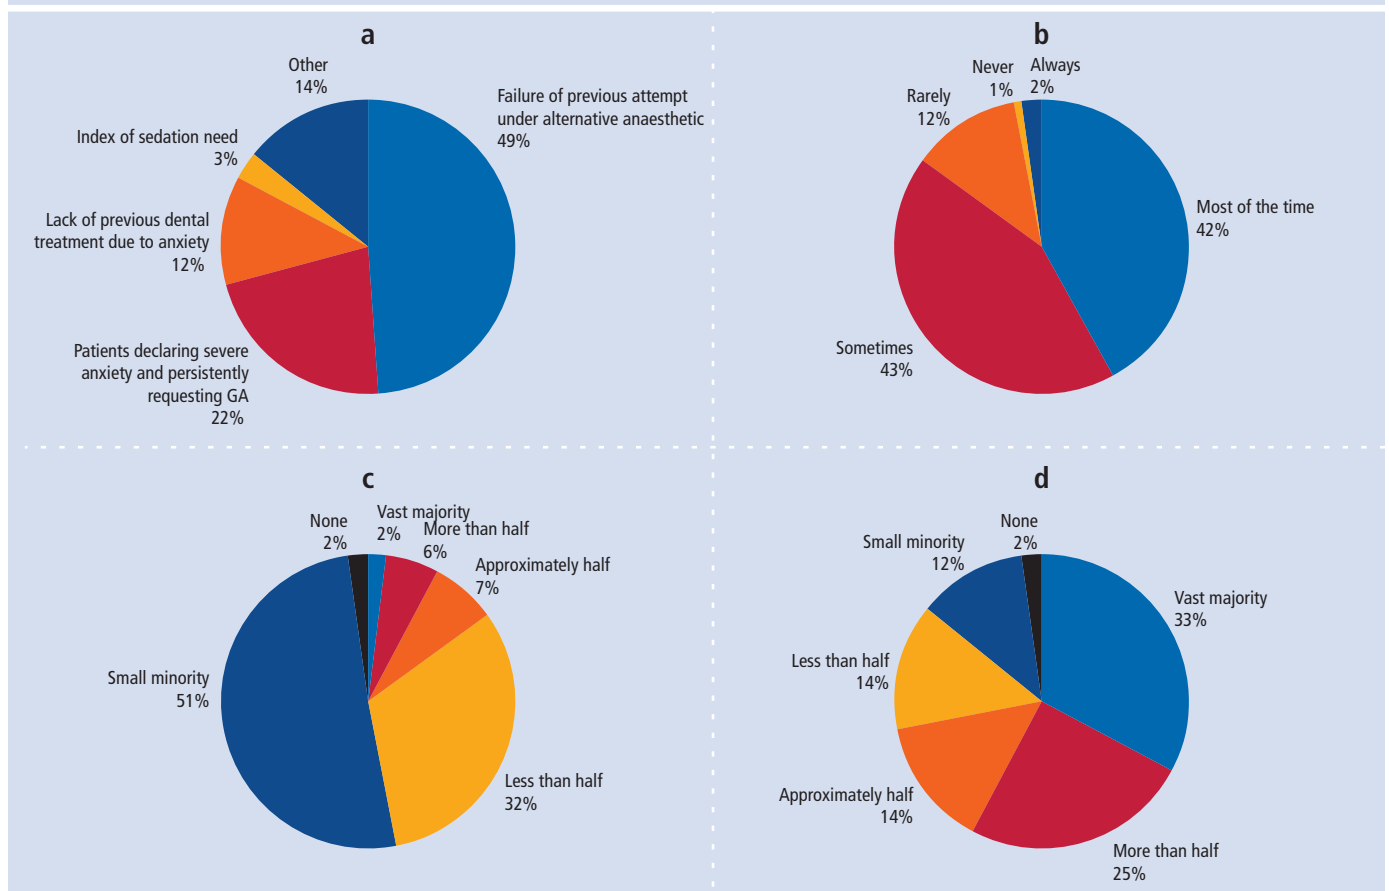 a
Other
14%
Failure of previous attempt
under alternative anaesthetic
49%
Index of sedation need
3%
Lack of previous dental
treatment due to anxiety
12%
Patients declaring severe
anxiety and persistently
requesting GA
22%
b
Never
1%
Always
2%
Rarely
12%
Most of the time
42%
Sometimes
43%
c
None
2%
Vast majority
2%
More than half
6%
Approximately half
7%
Small minority
51%
Less than half
32%
d
None
2%
Small minority
12%
Vast majority
33%
Less than half
14%
Approximately half
14%
More than half
25%